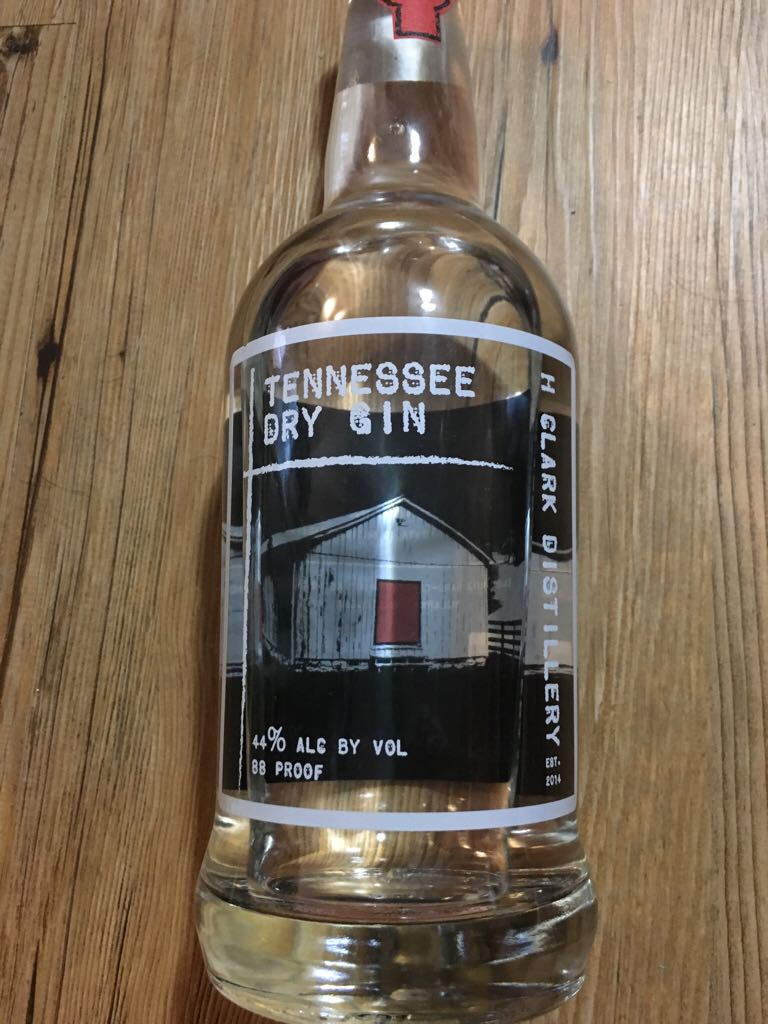 TENNESSEE
DRY GIN
H CLARK DISTILLERY
EST.
2014
44% ALC BY VOL
88 PROOF